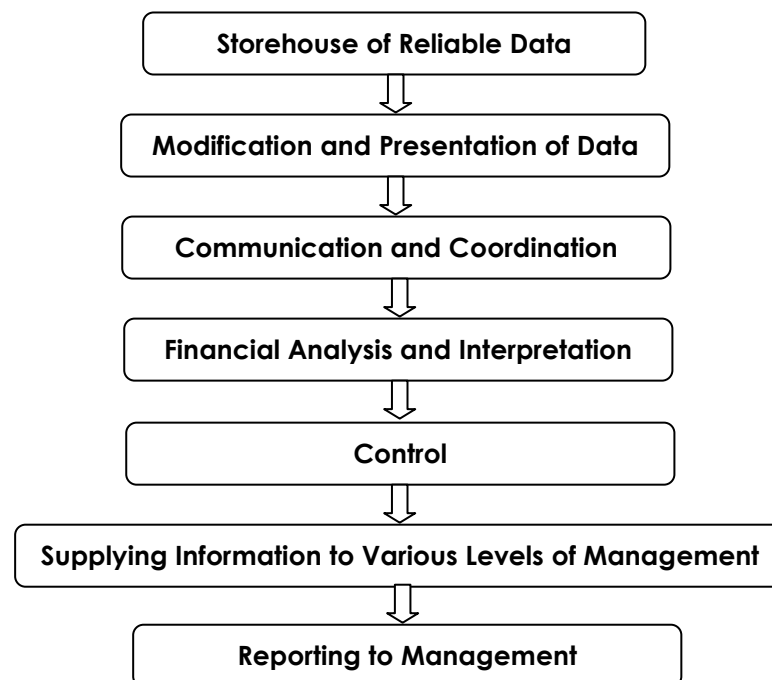 Storehouse of Reliable Data
Modification and Presentation of Data
Communication and Coordination
Financial Analysis and Interpretation
Control
Supplying Information to Various Levels of Management
Reporting to Management